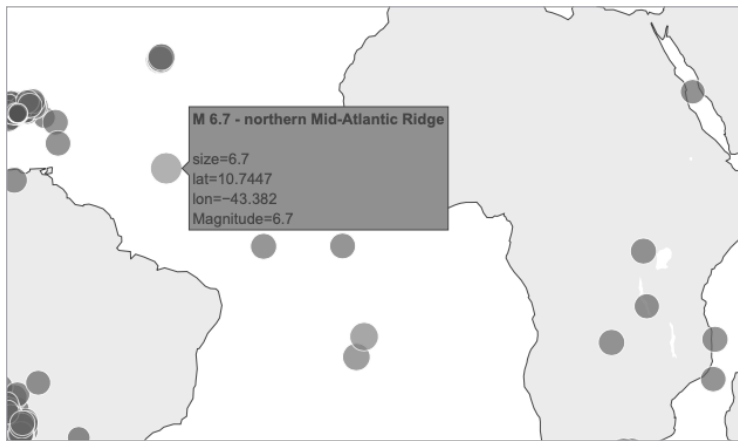 M 6.7 - northern Mid-Atlantic Ridge
size=6.7
lat=10.7447
lon=−43.382
Magnitude=6.7